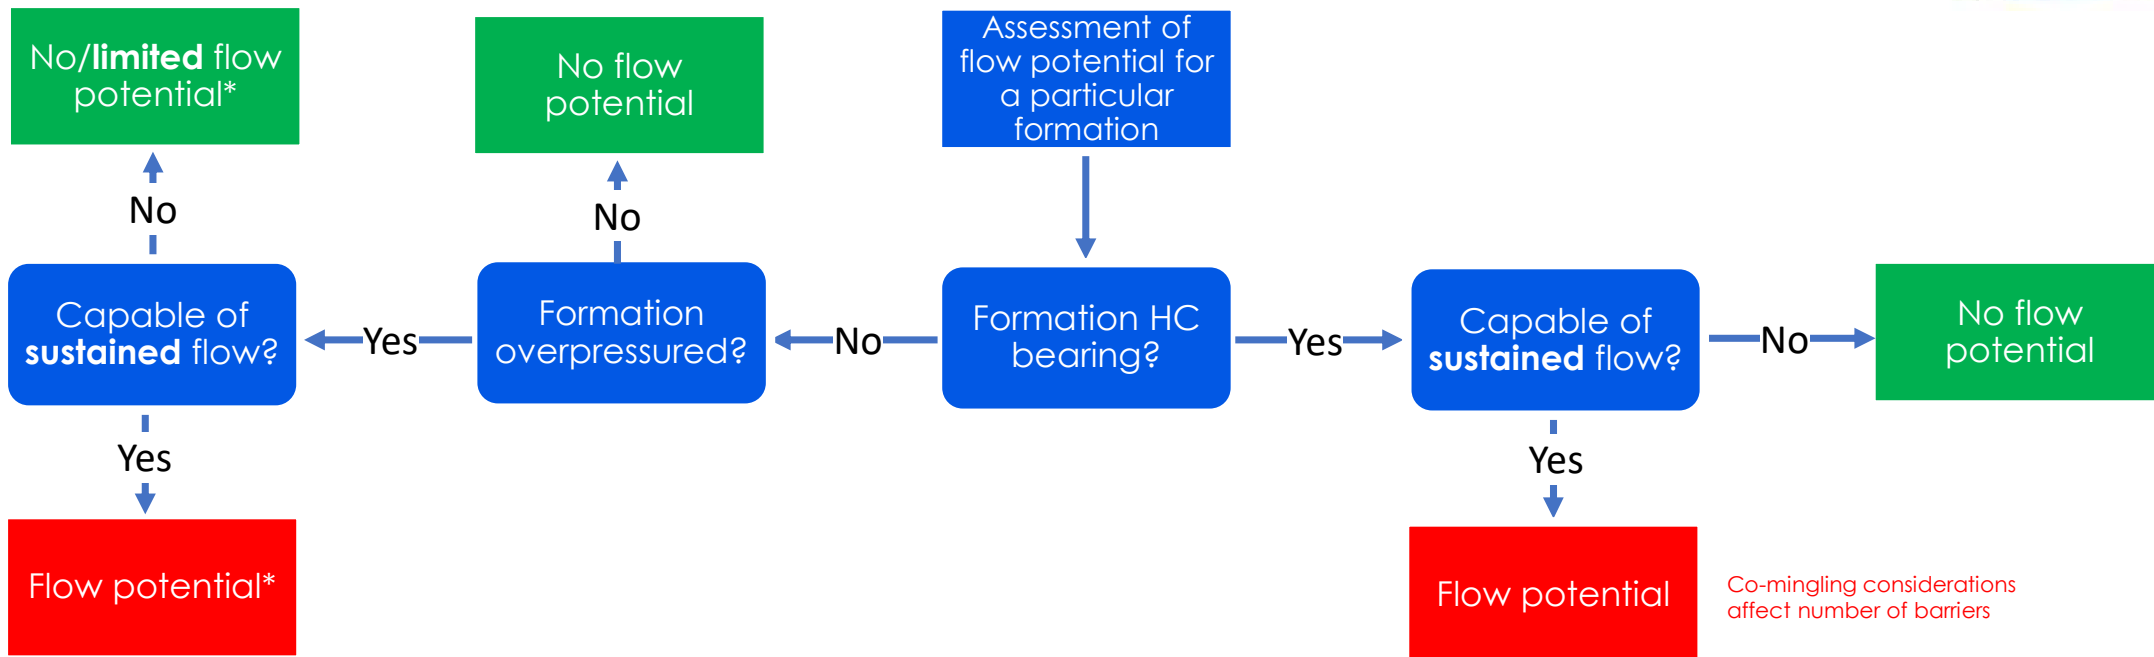 No/limited flow
potential*
No flow
potential
Assessment of
flow potential for
a particular
formation
No
No
Capable of
sustained flow?
Yes
Formation
overpressured?
No
Formation HC
bearing?
Yes
Capable of
sustained flow?
No
No flow
potential
Yes
Yes
Flow potential*
Flow potential
Co-mingling considerations
affect number of barriers